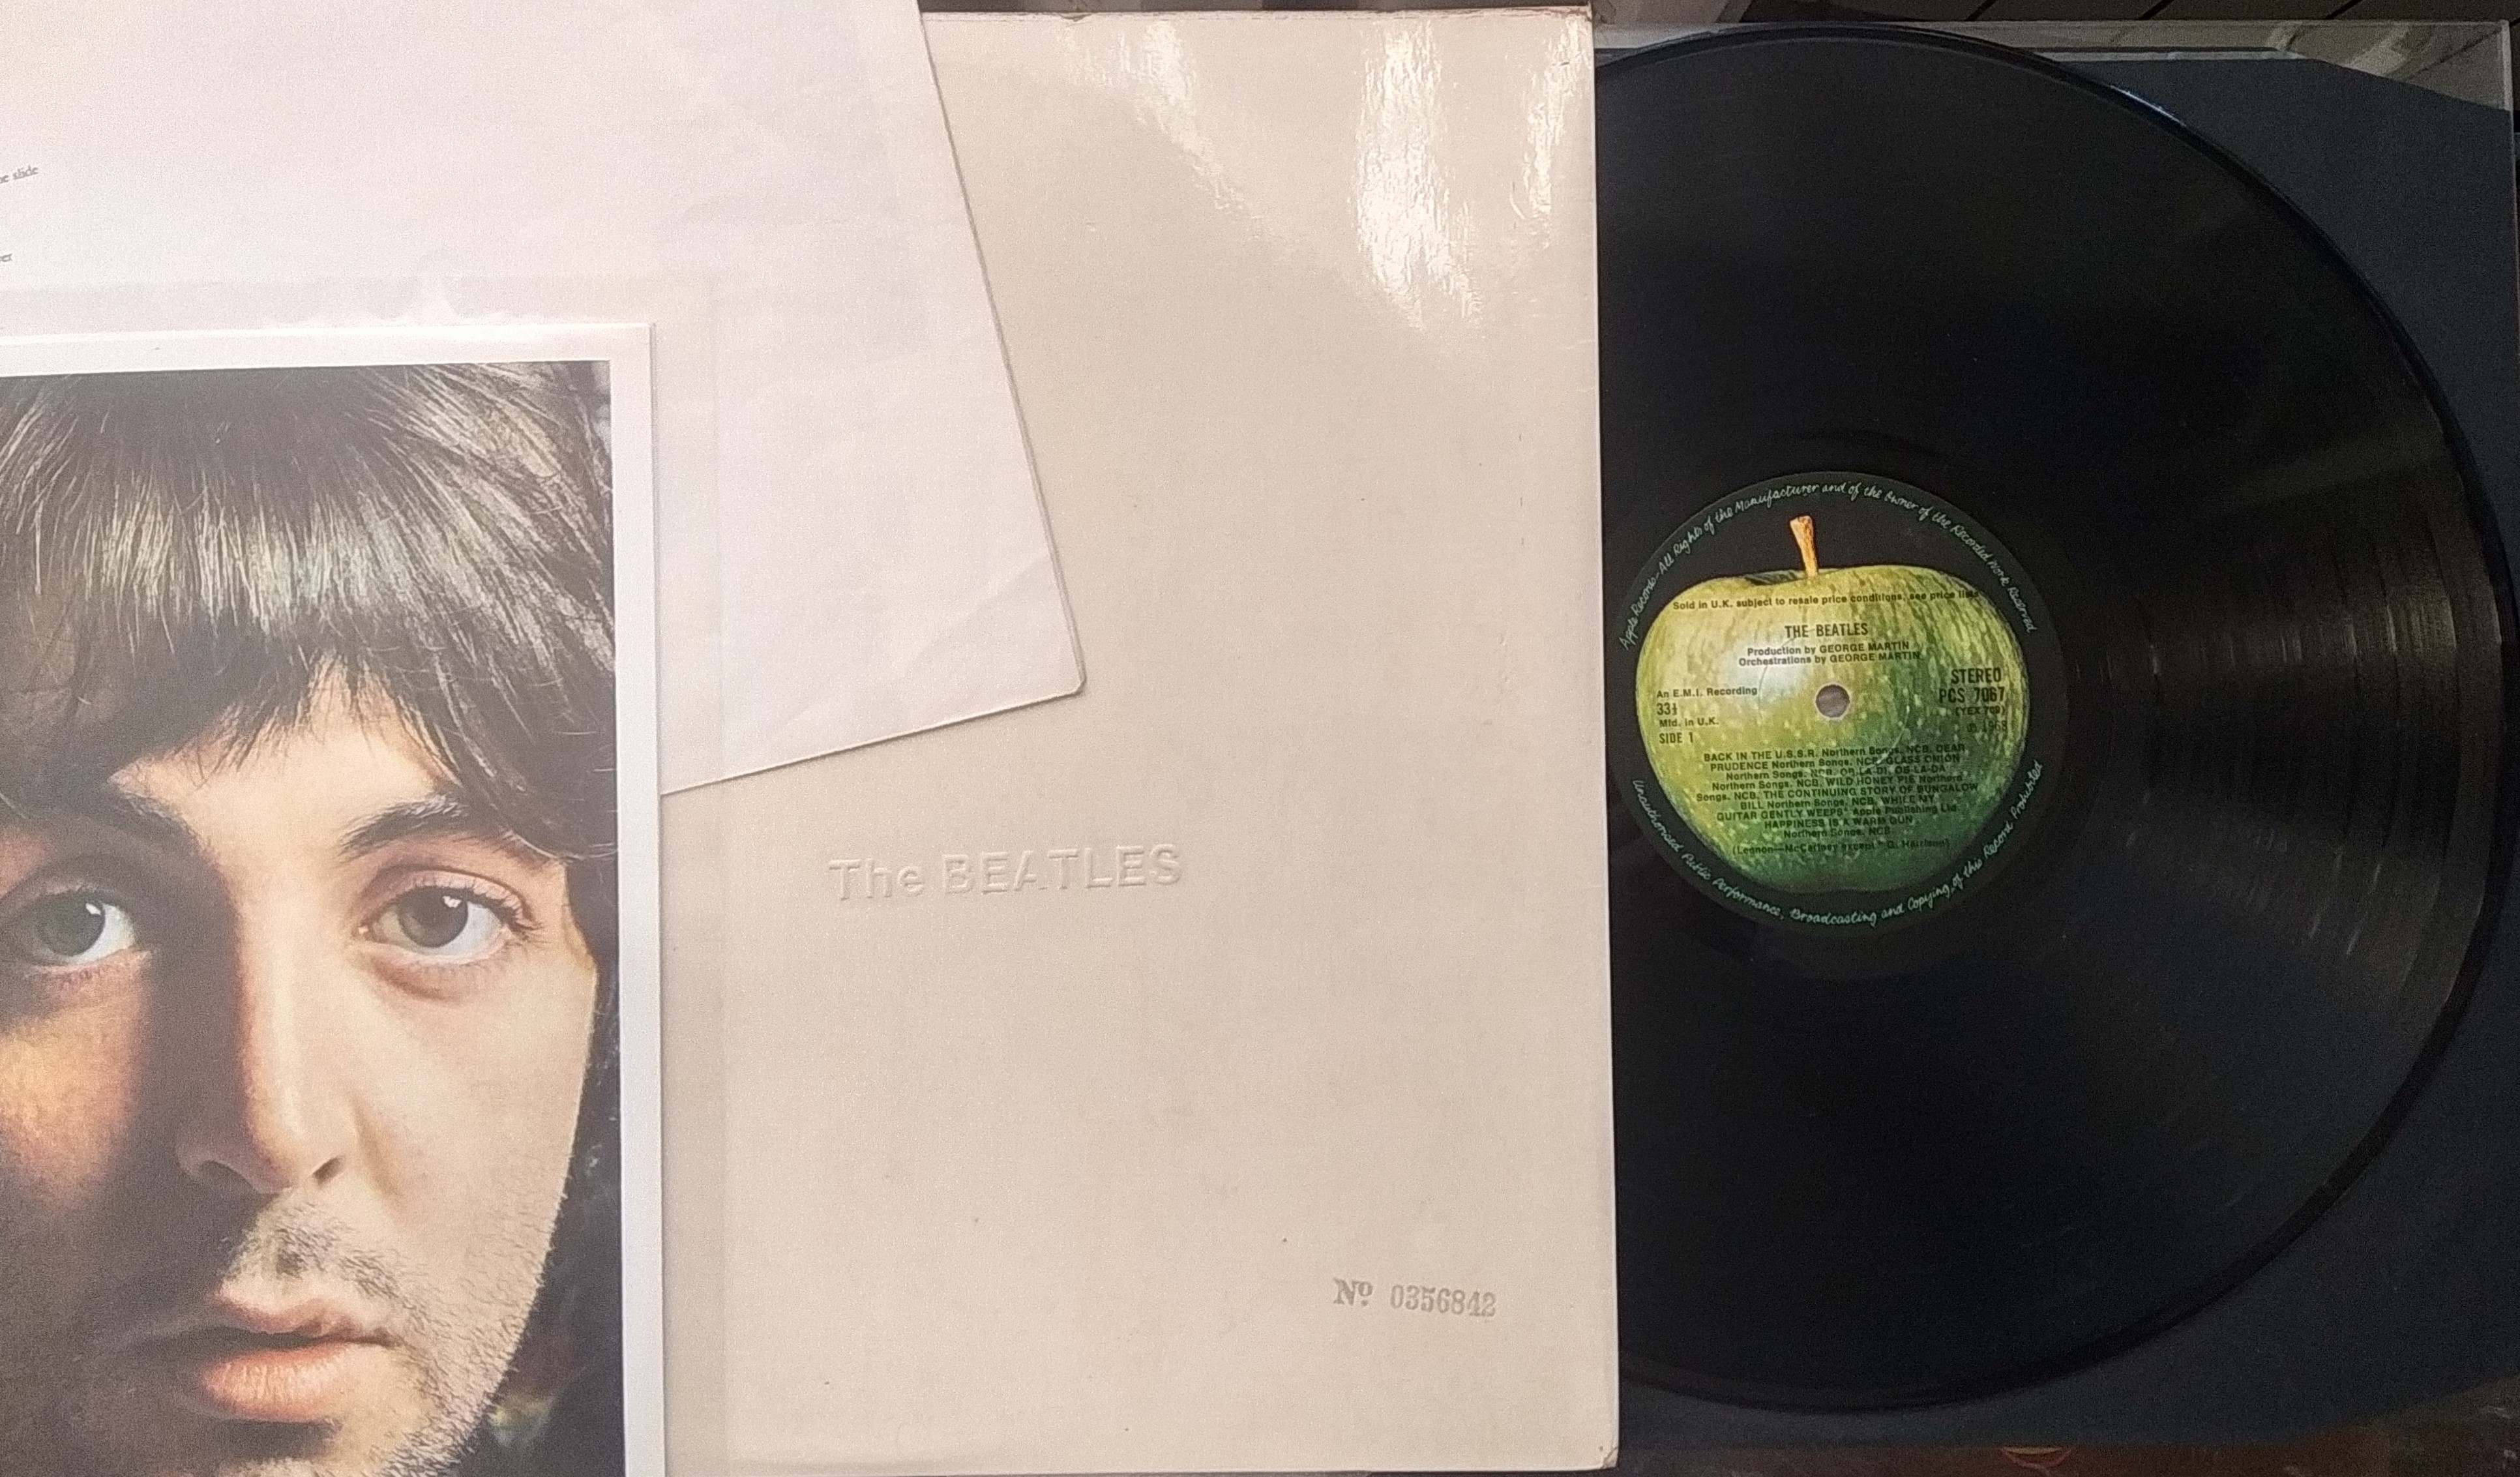 e slide
er
The BEATLES
Nº 0356842
Apple Records-All Rights of the Manufacturer and of the Owner of the Recorded Work Reserved
Sold in U.K. subject to resale price conditions, see price lists
THE BEATLES
Production by GEORGE MARTIN
Orchestrations by GEORGE MARTIN
STEREO
PCS 7067
(YEX 709)
℗ 1968
An E.M.I. Recording
33⅓
Mfd. in U.K.
SIDE 1
BACK IN THE U.S.S.R. Northern Songs, NCB, DEAR
PRUDENCE Northern Songs, NCB, GLASS ONION
Northern Songs, NCB, OB-LA-DI, OB-LA-DA
Northern Songs, NCB, WILD HONEY PIE Northern
Songs, NCB, THE CONTINUING STORY OF BUNGALOW
BILL Northern Songs, NCB, WHILE MY
GUITAR GENTLY WEEPS* Apple Publishing Ltd.
HAPPINESS IS A WARM GUN
Northern Songs, NCB
(Lennon—McCartney except * G. Harrison)
Unauthorised Public Performance, Broadcasting and Copying of this Record Prohibited